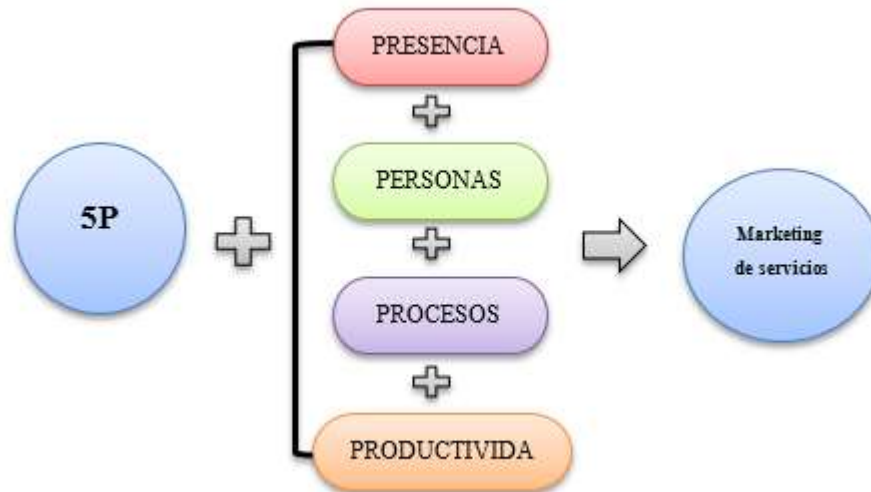 PRESENCIA
PERSONAS
5P
Marketing
de servicios
PROCESOS
PRODUCTIVIDA